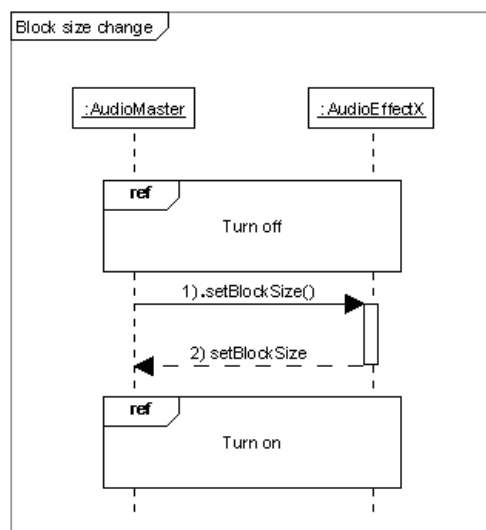 Block size change
:AudioMaster
:AudioEffectX
ref
Turn off
1).setBlockSize()
2) setBlockSize
ref
Turn on